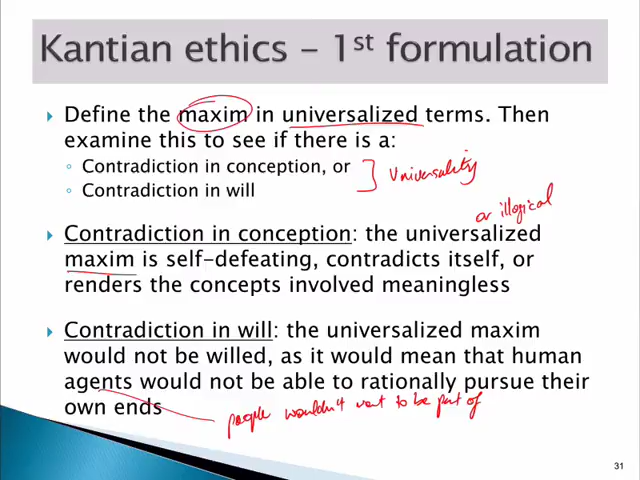 Kantian ethics – 1st formulation
Define the maxim in universalized terms. Then
examine this to see if there is a:
Contradiction in conception, or
Contradiction in will
Universality
or illogical
Contradiction in conception: the universalized
maxim is self-defeating, contradicts itself, or
renders the concepts involved meaningless
Contradiction in will: the universalized maxim
would not be willed, as it would mean that human
agents would not be able to rationally pursue their
own ends
people wouldn't want to be part of
31